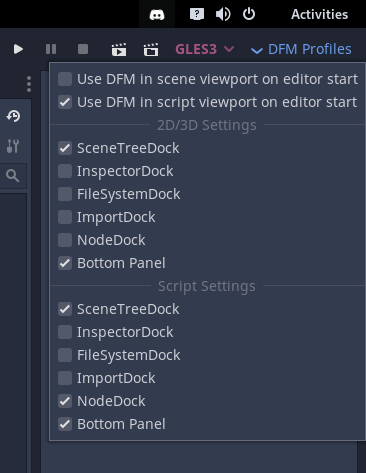 Activities
GLES3 DFM Profiles
Use DFM in scene viewport on editor start
Use DFM in script viewport on editor start
2D/3D Settings
SceneTreeDock
InspectorDock
FileSystemDock
ImportDock
NodeDock
Bottom Panel
Script Settings
SceneTreeDock
InspectorDock
FileSystemDock
ImportDock
NodeDock
Bottom Panel